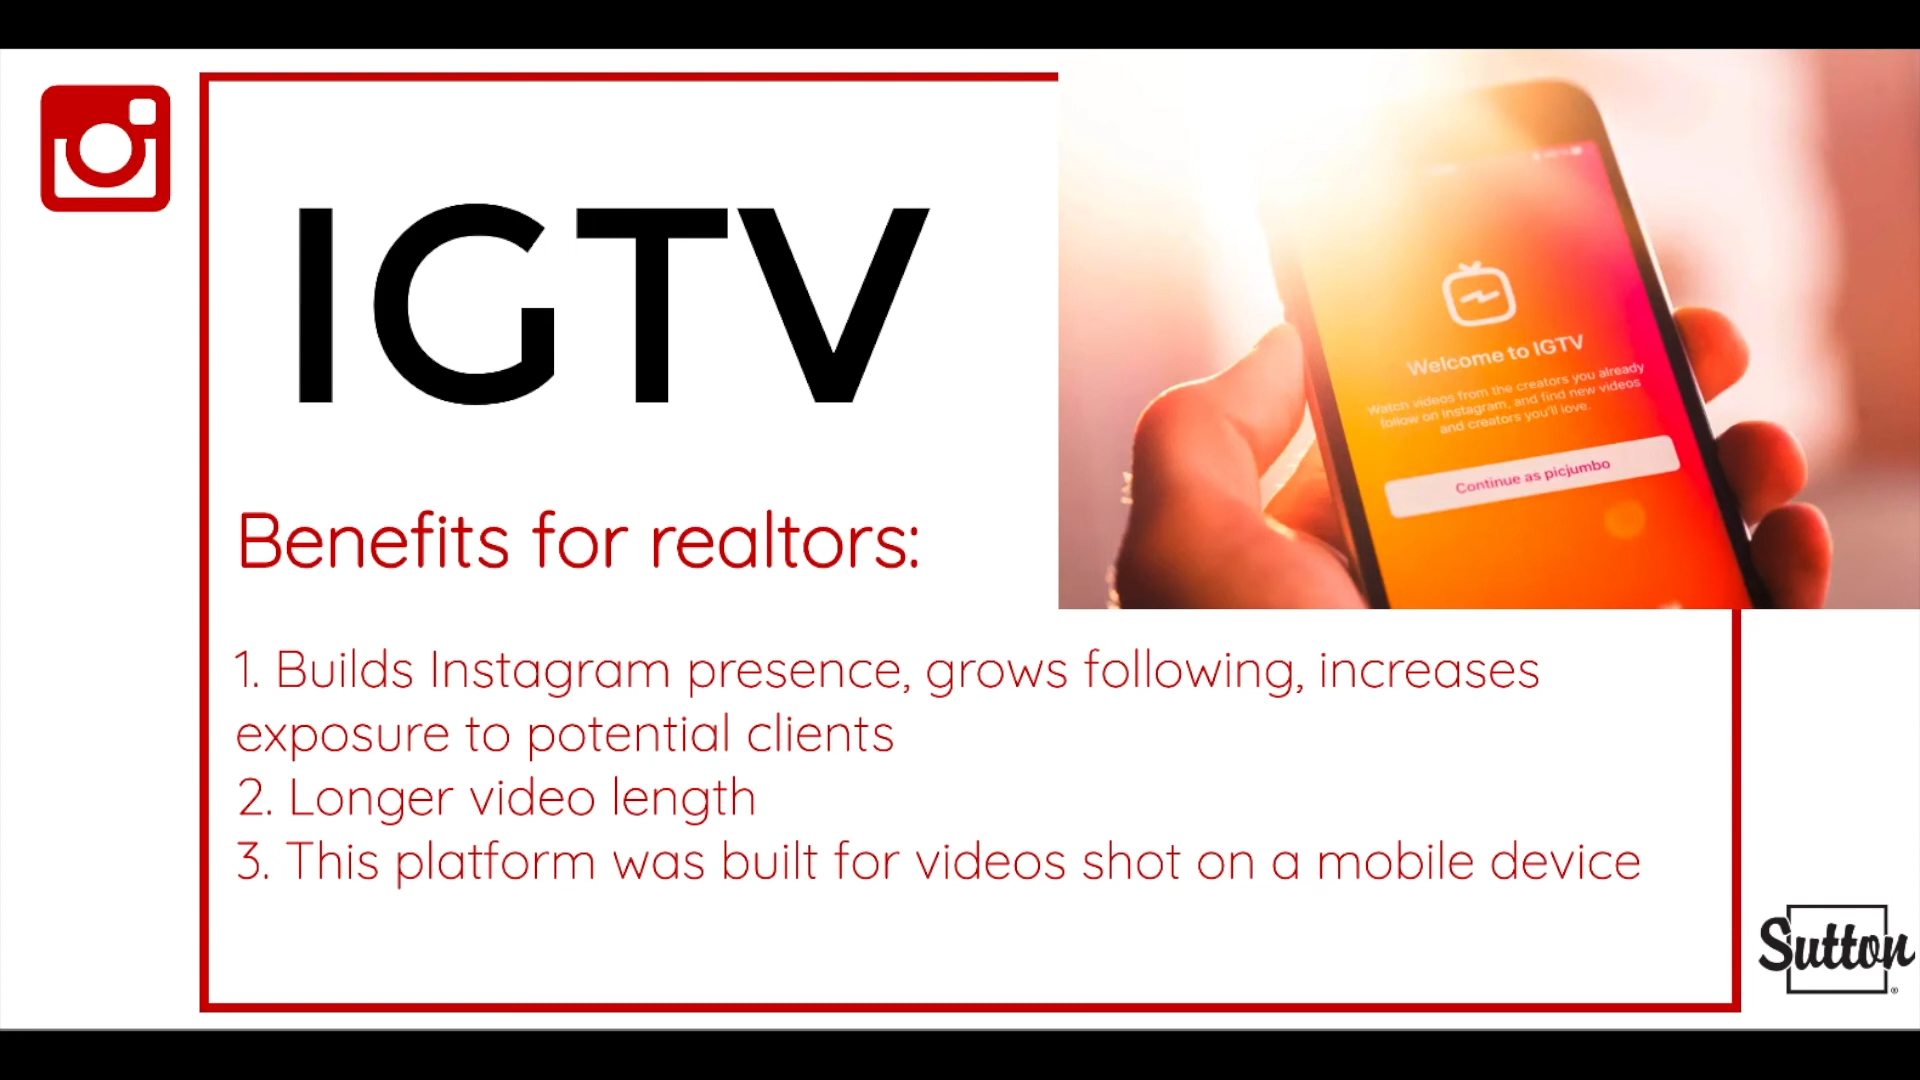 IGTV
Welcome to IGTV
Watch videos from the creators you already
follow on Instagram, and find new videos
and creators you'll love.
Continue as picjumbo
Benefits for realtors:
1. Builds Instagram presence, grows following, increases
exposure to potential clients
2. Longer video length
3. This platform was built for videos shot on a mobile device
Sutton
®